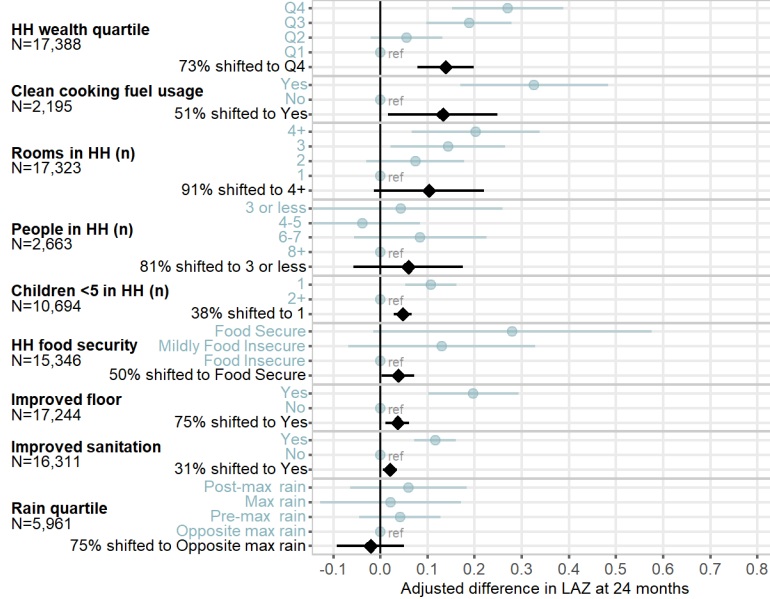 HH wealth quartile
N=17,388
Q4
Q3
Q2
Q1
ref
73% shifted to Q4
Clean cooking fuel usage
N=2,195
Yes
No
ref
51% shifted to Yes
Rooms in HH (n)
N=17,323
4+
3
2
1
ref
91% shifted to 4+
People in HH (n)
N=2,663
3 or less
4-5
6-7
8+
ref
81% shifted to 3 or less
Children <5 in HH (n)
N=10,694
1
2+
ref
38% shifted to 1
HH food security
N=15,346
Food Secure
Mildly Food Insecure
Food Insecure
ref
50% shifted to Food Secure
Improved floor
N=17,244
Yes
No
ref
75% shifted to Yes
Improved sanitation
N=16,311
Yes
No
ref
31% shifted to Yes
Rain quartile
N=5,961
Post-max rain
Max rain
Pre-max rain
Opposite max rain
ref
75% shifted to Opposite max rain
-0.1 0.0 0.1 0.2 0.3 0.4 0.5 0.6 0.7 0.8
Adjusted difference in LAZ at 24 months